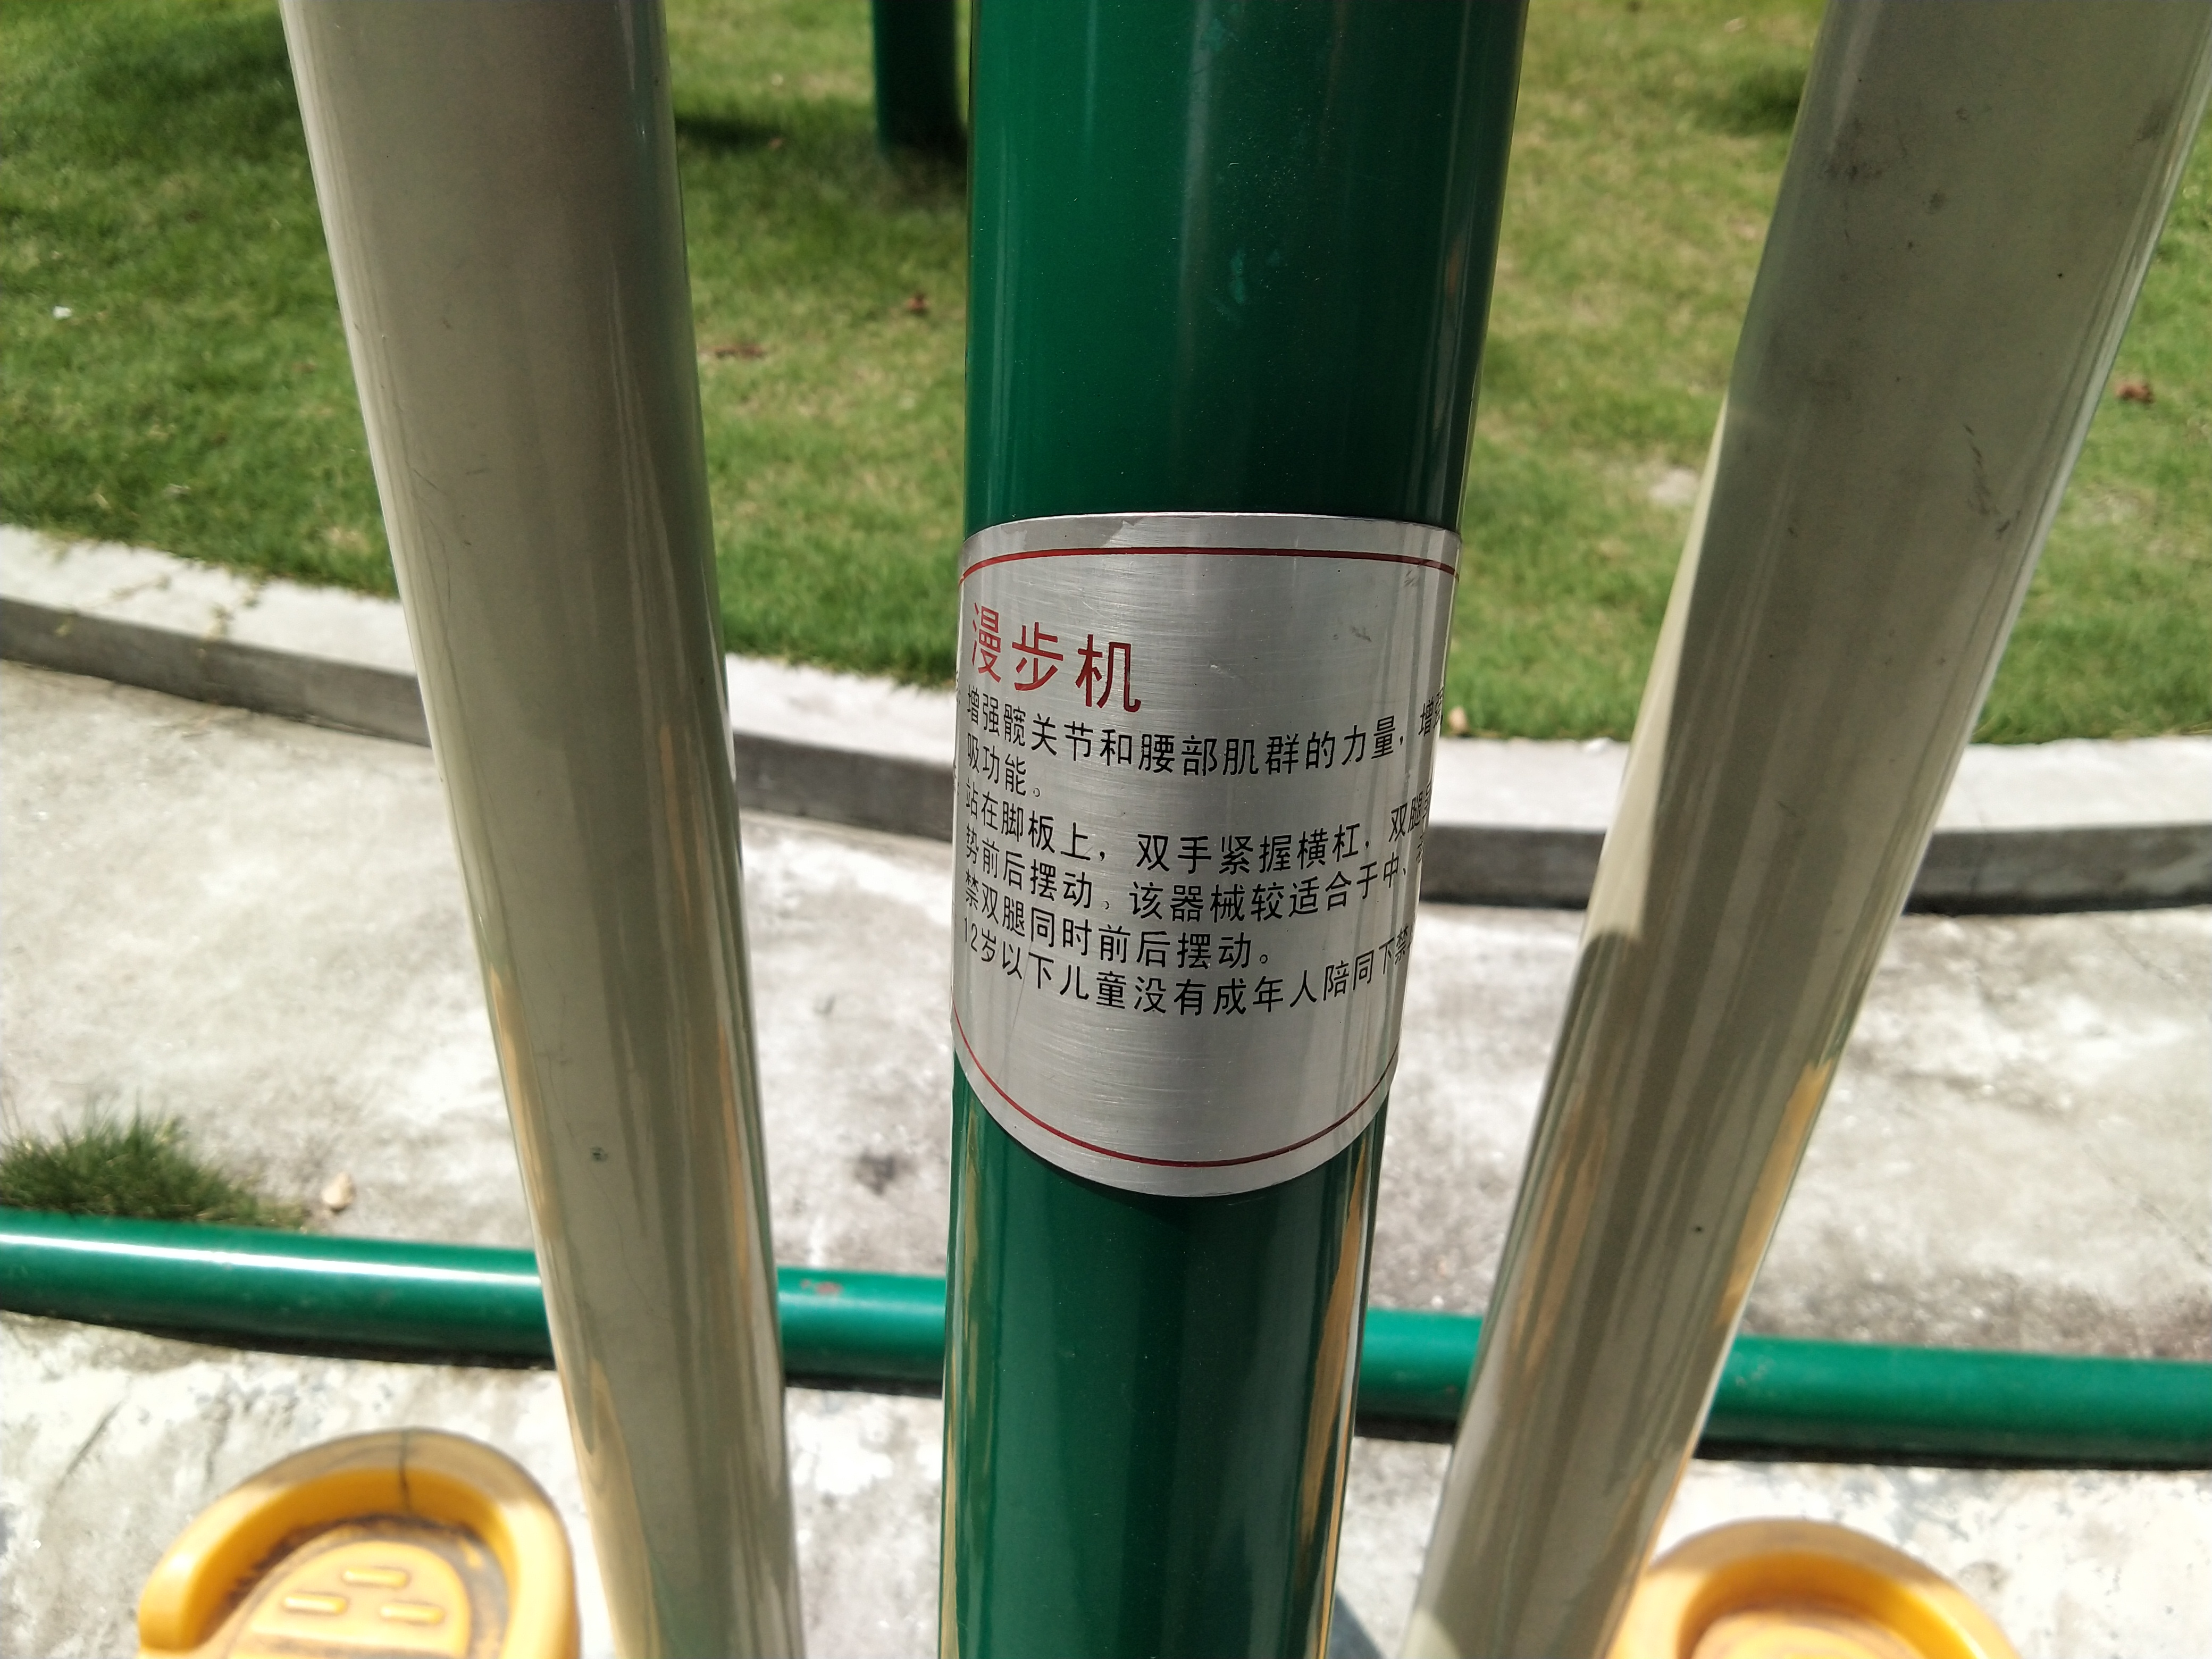 漫步机
增强髋关节和腰部肌群的力量，增强
吸功能。
站在脚板上，双手紧握横杠，双腿
势前后摆动。该器械较适合于中、
禁双腿同时前后摆动。
12岁以下儿童没有成年人陪同下禁